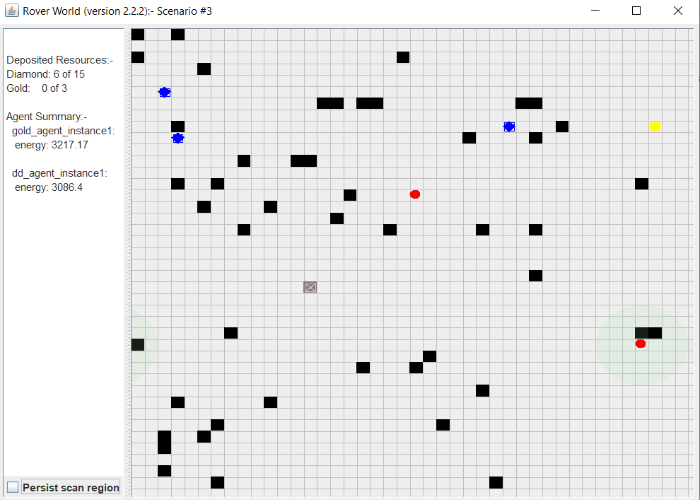 Rover World (version 2.2.2):- Scenario #3
Deposited Resources:-
Diamond: 6 of 15
Gold: 0 of 3
Agent Summary:-
gold_agent_instance1:
energy: 3217.17
dd_agent_instance1:
energy: 3086.4
Persist scan region